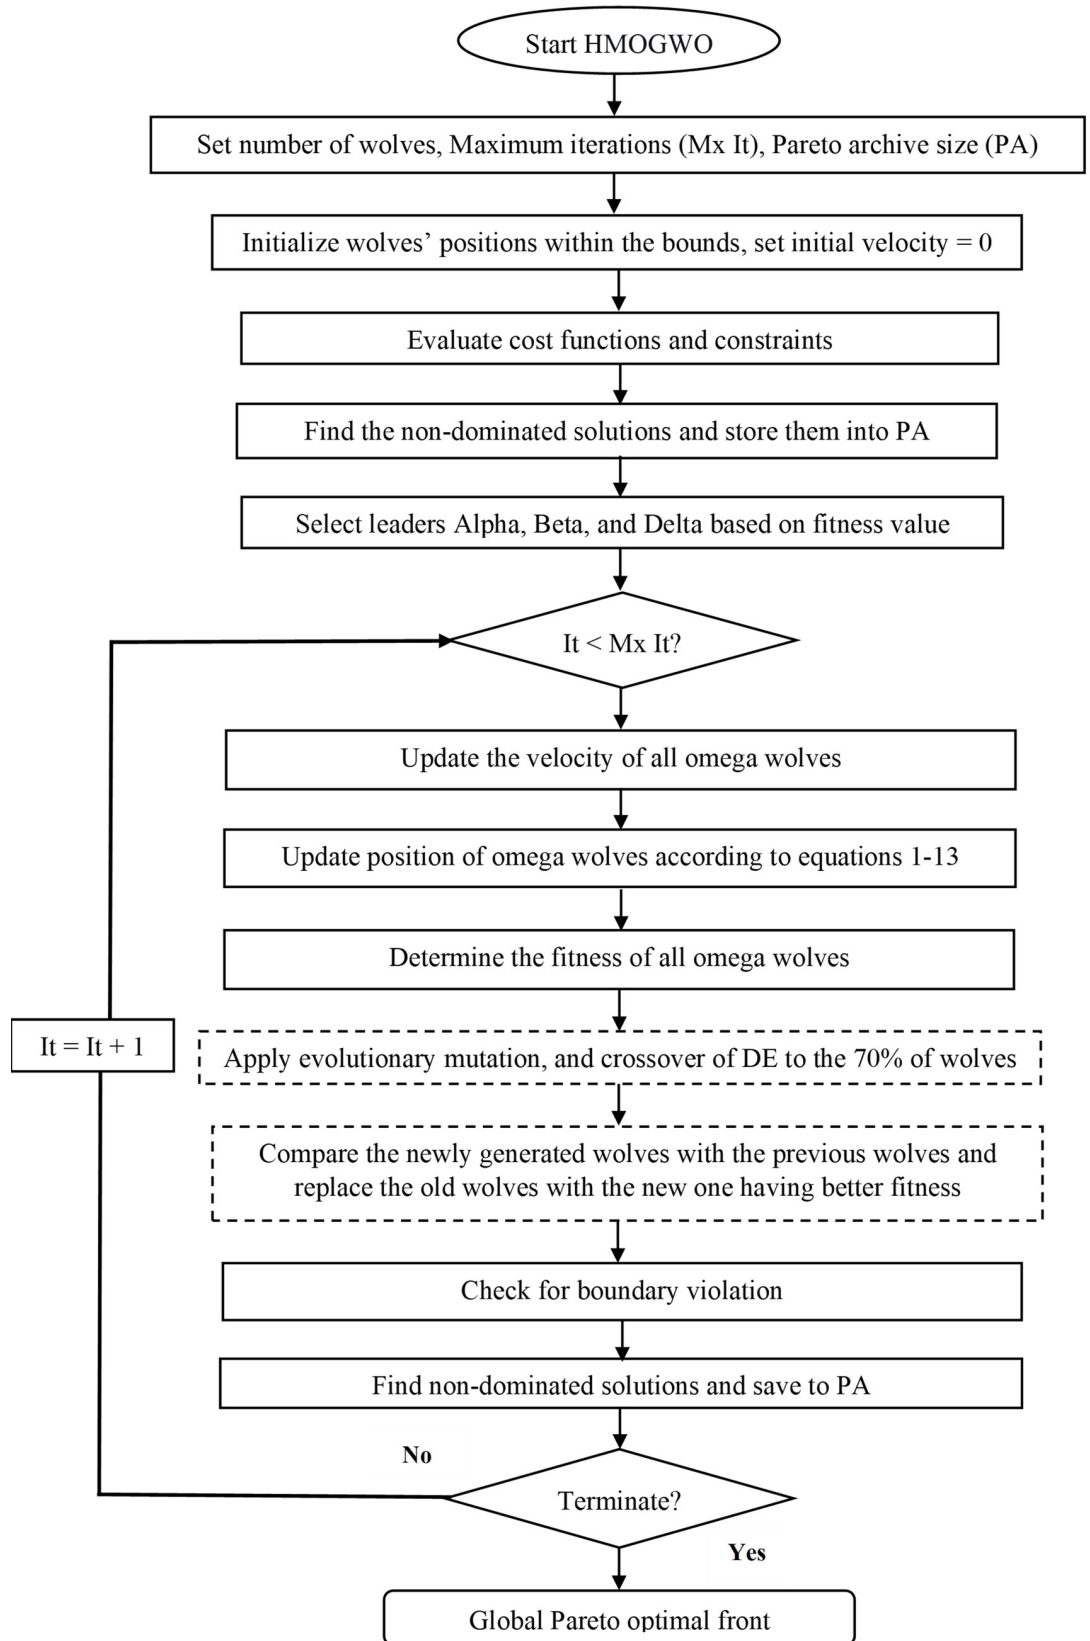 Start HMOGWO
Set number of wolves, Maximum iterations (Mx It), Pareto archive size (PA)
Initialize wolves’ positions within the bounds, set initial velocity = 0
Evaluate cost functions and constraints
Find the non-dominated solutions and store them into PA
Select leaders Alpha, Beta, and Delta based on fitness value
It < Mx It?
Update the velocity of all omega wolves
Update position of omega wolves according to equations 1-13
Determine the fitness of all omega wolves
It = It + 1
Apply evolutionary mutation, and crossover of DE to the 70% of wolves
Compare the newly generated wolves with the previous wolves and
replace the old wolves with the new one having better fitness
Check for boundary violation
Find non-dominated solutions and save to PA
No
Terminate?
Yes
Global Pareto optimal front